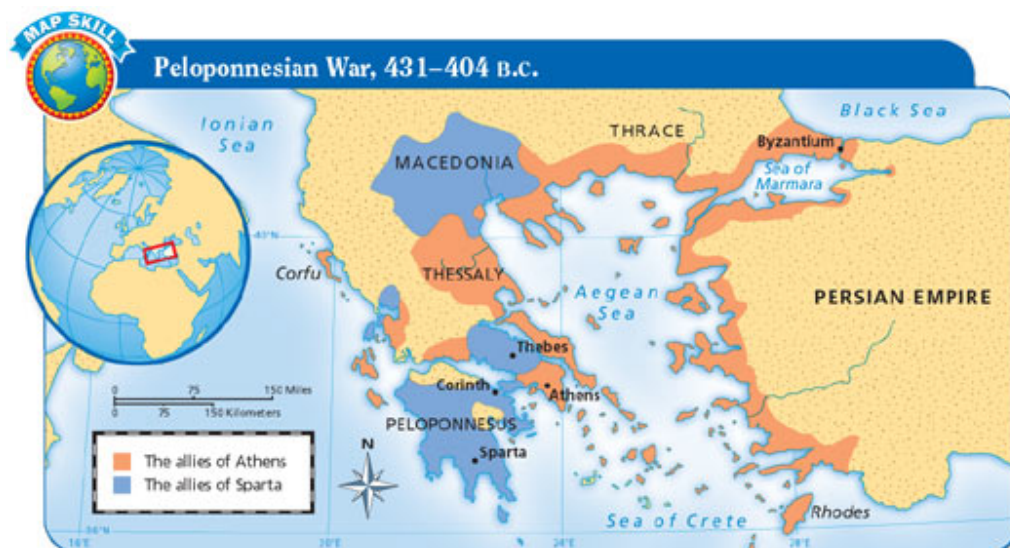 MAP SKILL
Peloponnesian War, 431–404 B.C.
Ionian
Sea
Black Sea
THRACE
Byzantium
MACEDONIA
Sea of
Marmara
Corfu
THESSALY
Aegean
Sea
PERSIAN EMPIRE
Thebes
Corinth
Athens
PELOPONNESUS
Sparta
0 75 150 Miles
0 75 150 Kilometers
N
The allies of Athens
The allies of Sparta
Sea of Crete
Rhodes
16°E
20°E
24°E
28°E